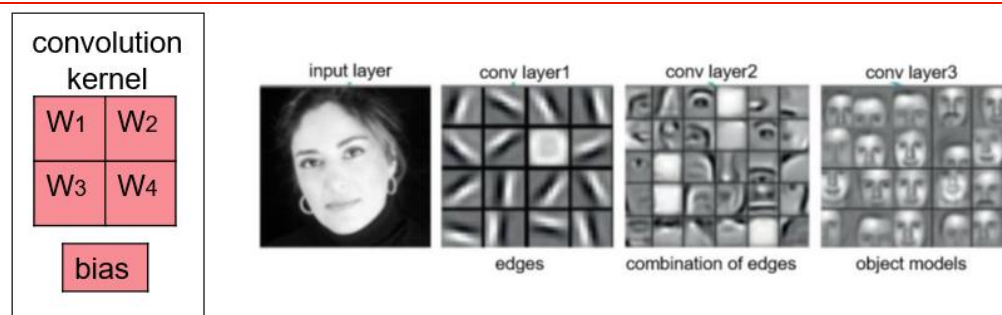 convolution
kernel
W1 W2
W3 W4
bias
input layer
conv layer1
conv layer2
conv layer3
edges
combination of edges
object models